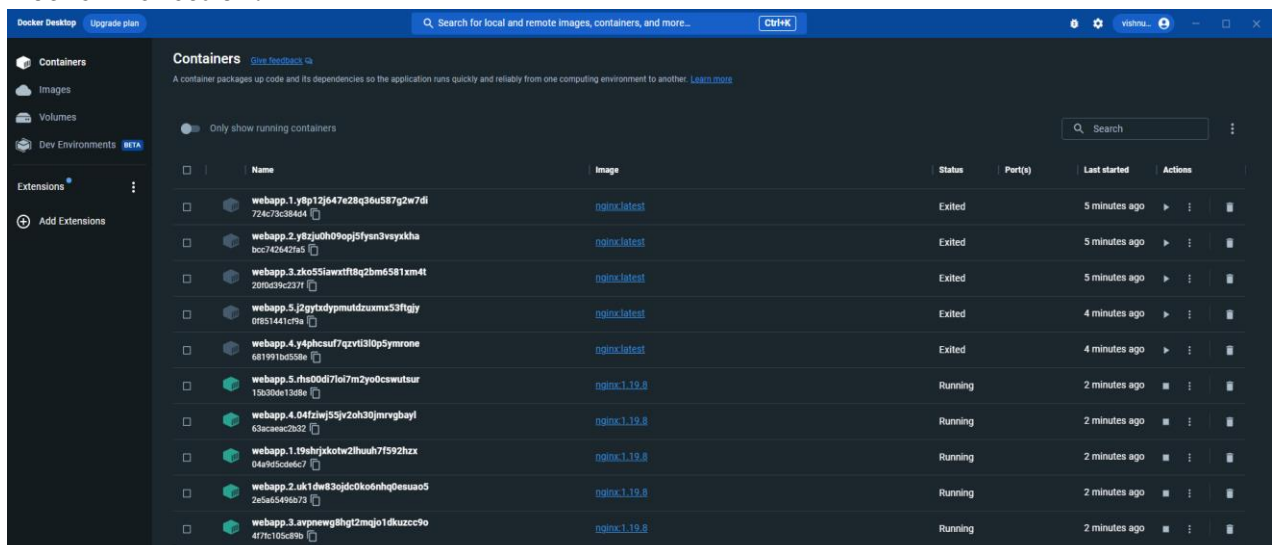 Docker Desktop Upgrade plan Search for local and remote images, containers, and more... Ctrl+K vishnu...
Containers
Images
Volumes
Dev Environments BETA
Extensions
Add Extensions
Containers Give feedback
A container packages up code and its dependencies so the application runs quickly and reliably from one computing environment to another. Learn more
Only show running containers Search
Name Image Status Port(s) Last started Actions
webapp.1.y8p12j647e28q36u587g2w7di nginx:latest Exited 5 minutes ago
724c73c384d4
webapp.2.y8zju0h09opj5fysn3vsyxkha nginx:latest Exited 5 minutes ago
bcc742642fa5
webapp.3.zko55iawxtft8q2bm6581xm4t nginx:latest Exited 5 minutes ago
20f0d39c237f
webapp.5.j2gytxdypmutdzuxmx53ftgjy nginx:latest Exited 4 minutes ago
0f851441cf9a
webapp.4.y4phcsuf7qzvti3l0p5ymrone nginx:latest Exited 4 minutes ago
681991bd558e
webapp.5.rhs00di7loi7m2yo0cswutsur nginx:1.19.8 Running 2 minutes ago
15b30de13d8e
webapp.4.04fziwj55jv2oh30jmrvgbayl nginx:1.19.8 Running 2 minutes ago
63acaeac2b32
webapp.1.t9shrjxkotw2lhuuh7f592hzx nginx:1.19.8 Running 2 minutes ago
04a9d5cde6c7
webapp.2.uk1dw83ojdc0ko6nhq0esuao5 nginx:1.19.8 Running 2 minutes ago
2e5a65496b73
webapp.3.avpnewg8hgt2mqjo1dkuzcc9o nginx:1.19.8 Running 2 minutes ago
4f7fc105c89b